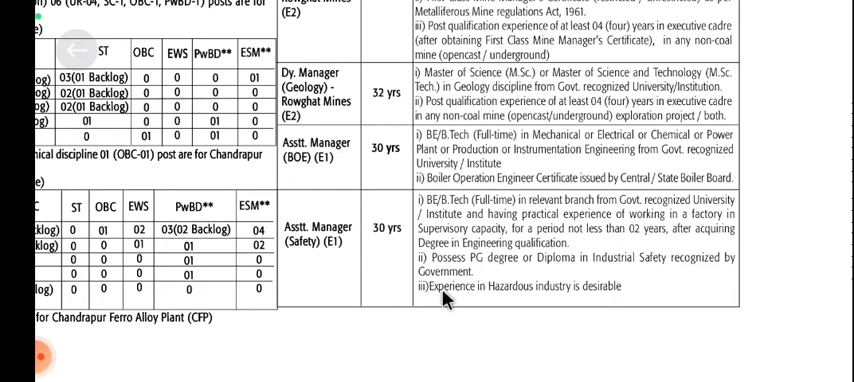 06 (UR-04, SC-1, OBC-1, PwBD-1) posts are for
e)
ST OBC EWS PwBD** ESM**
og) 03(01 Backlog) 0 0 0 01
og) 02(01 Backlog) 0 0 0 0
og) 02(01 Backlog) 0 0 0 0
og) 01 0 0 01 0
0 01 0 01 0
nical discipline 01 (OBC-01) post are for Chandrapur
e)
C ST OBC EWS PwBD** ESM**
klog) 0 01 02 03(02 Backlog) 04
klog) 0 0 01 01 02
0 0 0 01 0
0 0 0 01 0
log) 0 0 0 0 0
for Chandrapur Ferro Alloy Plant (CFP)
Rowghat Mines
(E2)
Metalliferous Mine regulations Act, 1961.
iii) Post qualification experience of at least 04 (four) years in executive cadre
(after obtaining First Class Mine Manager's Certificate), in any non-coal
mine (opencast / underground)
Dy. Manager
(Geology) -
Rowghat Mines
(E2)
32 yrs
i) Master of Science (M.Sc.) or Master of Science and Technology (M.Sc.
Tech.) in Geology discipline from Govt. recognized University/Institution.
ii) Post qualification experience of at least 04 (four) years in executive cadre
in any non-coal mine (opencast/underground) exploration project / both.
Asstt. Manager
(BOE) (E1)
30 yrs
i) BE/B.Tech (Full-time) in Mechanical or Electrical or Chemical or Power
Plant or Production or Instrumentation Engineering from Govt. recognized
University / Institute
ii) Boiler Operation Engineer Certificate issued by Central / State Boiler Board.
Asstt. Manager
(Safety) (E1)
30 yrs
i) BE/B.Tech (Full-time) in relevant branch from Govt. recognized University
/ Institution and having practical experience of working in a factory in
Supervisory capacity, for a period not less than 02 years, after acquiring
Degree in Engineering qualification.
ii) Possess PG degree or Diploma in Industrial Safety recognized by
Government.
iii)Experience in Hazardous industry is desirable